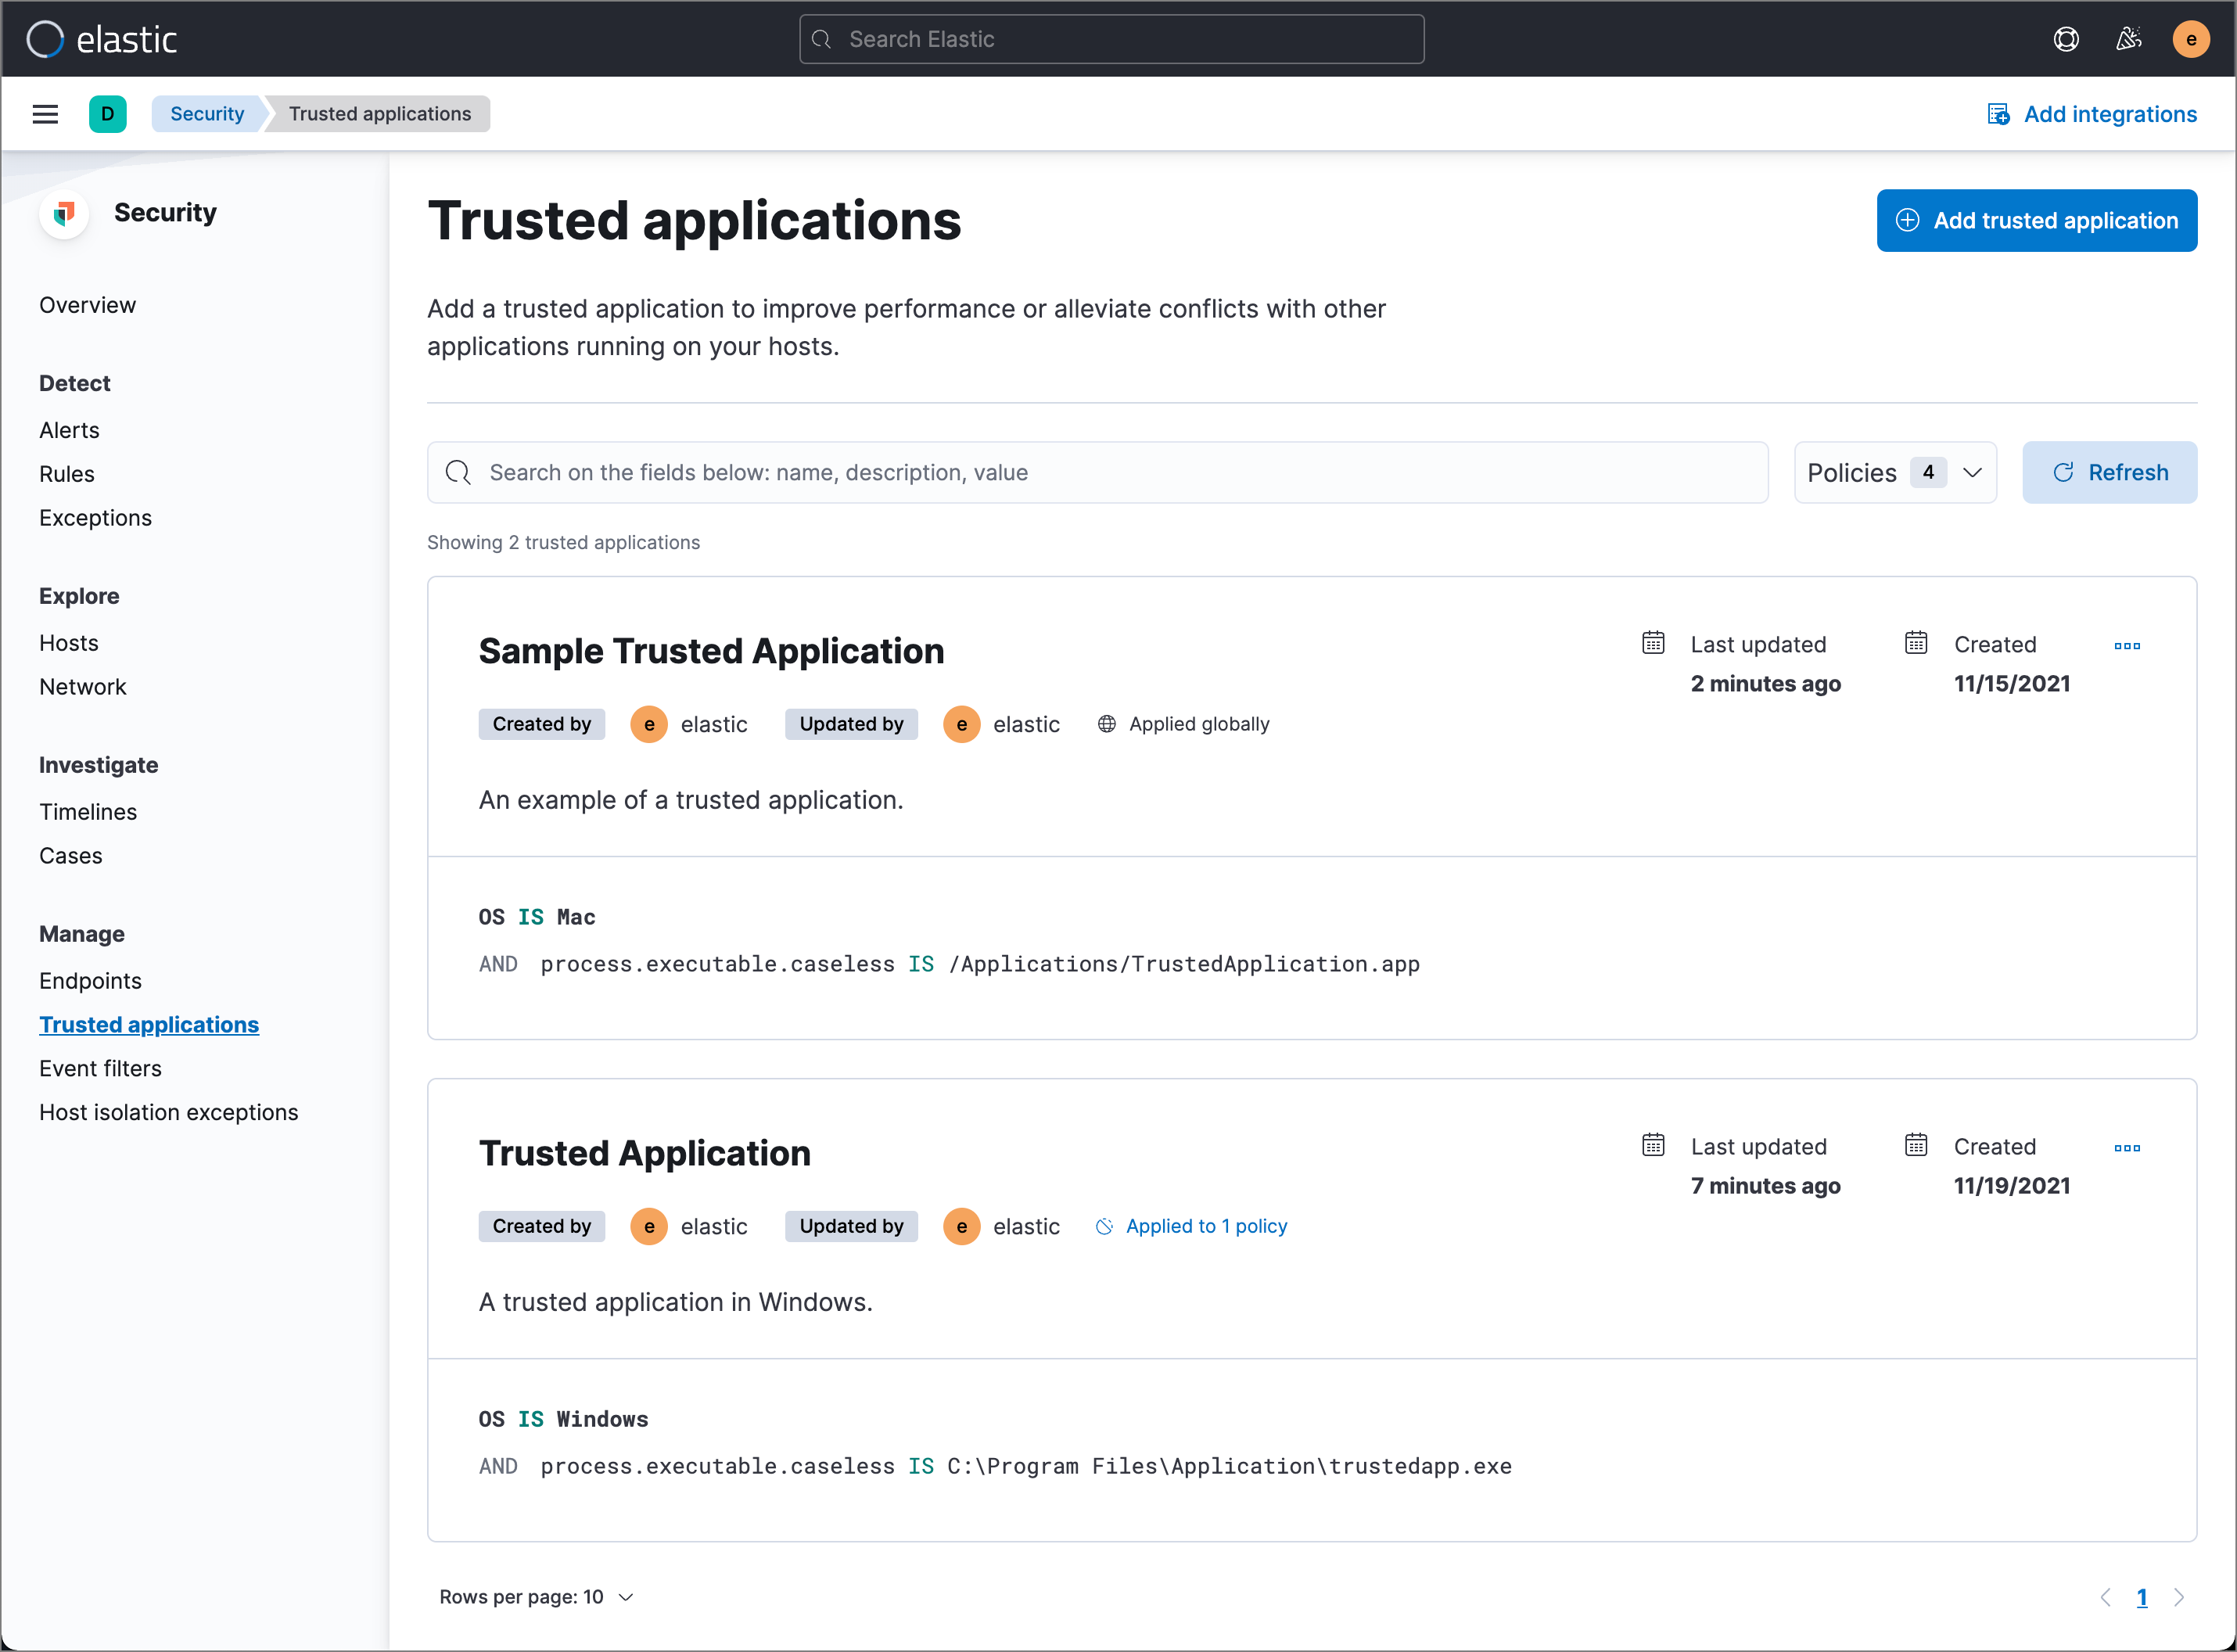 elastic
Search Elastic
e
D
Security
Trusted applications
Add integrations
Security
Overview
Detect
Alerts
Rules
Exceptions
Explore
Hosts
Network
Investigate
Timelines
Cases
Manage
Endpoints
Trusted applications
Event filters
Host isolation exceptions
Trusted applications
Add trusted application
Add a trusted application to improve performance or alleviate conflicts with other
applications running on your hosts.
Search on the fields below: name, description, value
Policies 4
Refresh
Showing 2 trusted applications
Sample Trusted Application
Last updated
2 minutes ago
Created
11/15/2021
Created by e elastic Updated by e elastic Applied globally
An example of a trusted application.
OS IS Mac
AND process.executable.caseless IS /Applications/TrustedApplication.app
Trusted Application
Last updated
7 minutes ago
Created
11/19/2021
Created by e elastic Updated by e elastic Applied to 1 policy
A trusted application in Windows.
OS IS Windows
AND process.executable.caseless IS C:\Program Files\Application\trustedapp.exe
Rows per page: 10
1